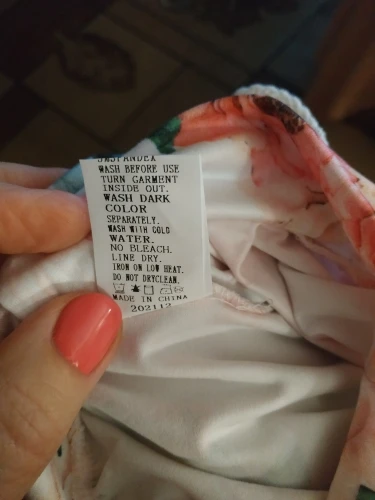 SPANDEX
WASH BEFORE USE
TURN GARMENT
INSIDE OUT.
WASH DARK
COLOR
SEPARATELY.
WASH WITH COLD
WATER.
NO BLEACH.
LINE DRY.
IRON ON LOW HEAT.
DO NOT DRYCLEAN.
MADE IN CHINA